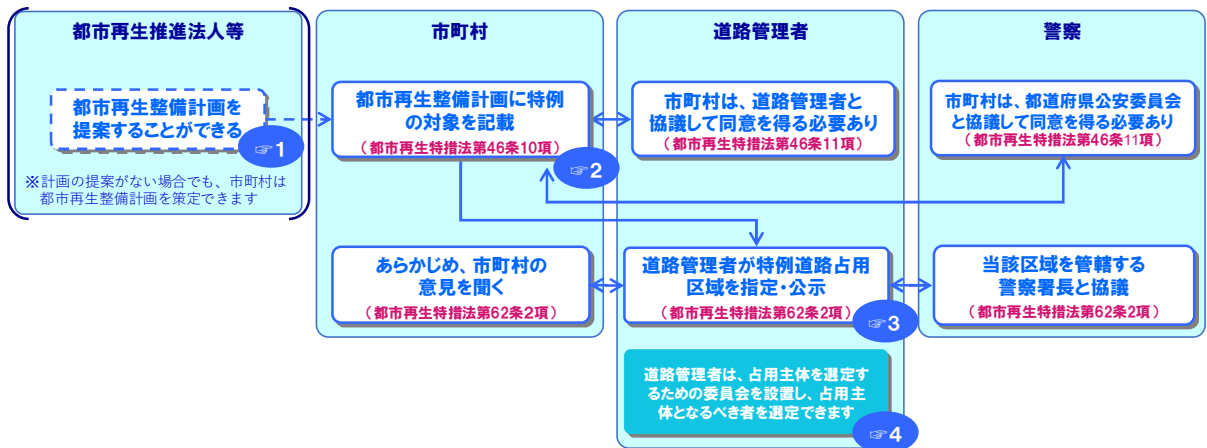 都市再生推進法人等
都市再生整備計画を
提案することができる
☞1
※計画の提案がない場合でも、市町村は
都市再生整備計画を策定できます
市町村
都市再生整備計画に特例
の対象を記載
（都市再生特措法第46条10項）
☞2
あらかじめ、市町村の
意見を聞く
（都市再生特措法第62条2項）
道路管理者
市町村は、道路管理者と
協議して同意を得る必要あり
（都市再生特措法第46条11項）
道路管理者が特例道路占用
区域を指定・公示
（都市再生特措法第62条2項）
☞3
道路管理者は、占用主体を選定す
るための委員会を設置し、占用主
体となるべき者を選定できます
☞4
警察
市町村は、都道府県公安委員会
と協議して同意を得る必要あり
（都市再生特措法第46条11項）
当該区域を管轄する
警察署長と協議
（都市再生特措法第62条2項）